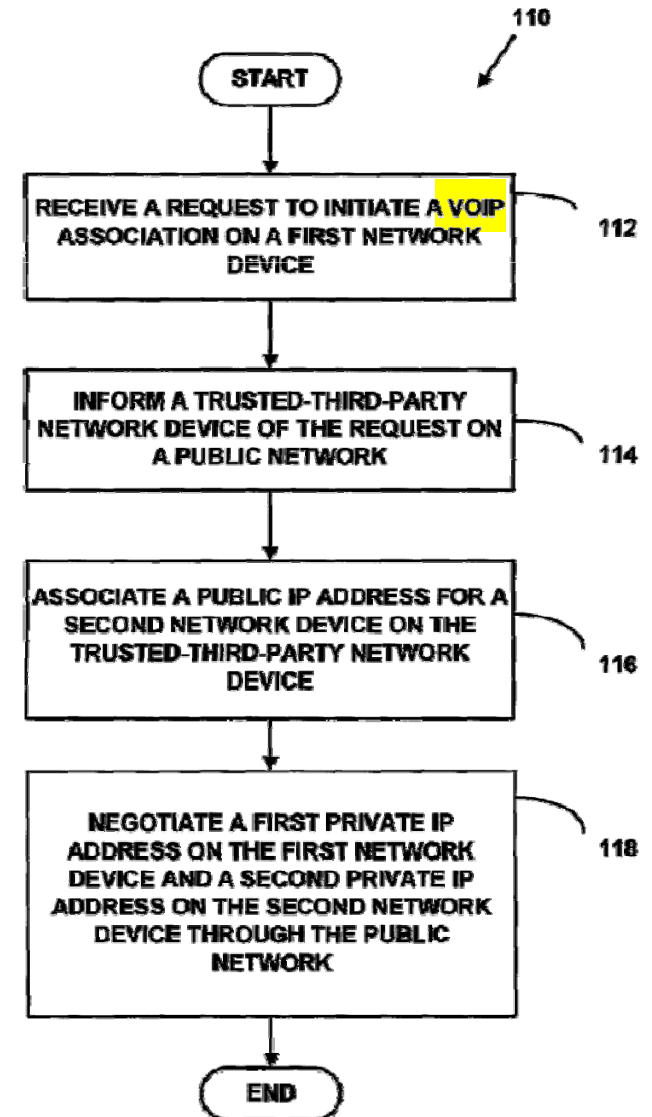 110
START
RECEIVE A REQUEST TO INITIATE A VOIP
ASSOCIATION ON A FIRST NETWORK
DEVICE
112
INFORM A TRUSTED-THIRD-PARTY
NETWORK DEVICE OF THE REQUEST ON
A PUBLIC NETWORK
114
ASSOCIATE A PUBLIC IP ADDRESS FOR A
SECOND NETWORK DEVICE ON THE
TRUSTED-THIRD-PARTY NETWORK
DEVICE
116
NEGOTIATE A FIRST PRIVATE IP
ADDRESS ON THE FIRST NETWORK
DEVICE AND A SECOND PRIVATE IP
ADDRESS ON THE SECOND NETWORK
DEVICE THROUGH THE PUBLIC
NETWORK
118
END